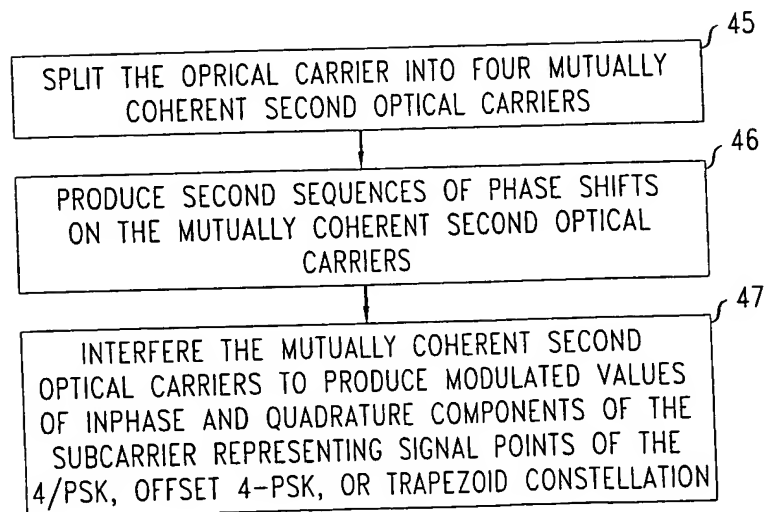 45
SPLIT THE OPRICAL CARRIER INTO FOUR MUTUALLY
COHERENT SECOND OPTICAL CARRIERS
46
PRODUCE SECOND SEQUENCES OF PHASE SHIFTS
ON THE MUTUALLY COHERENT SECOND OPTICAL
CARRIERS
47
INTERFERE THE MUTUALLY COHERENT SECOND
OPTICAL CARRIERS TO PRODUCE MODULATED VALUES
OF INPHASE AND QUADRATURE COMPONENTS OF THE
SUBCARRIER REPRESENTING SIGNAL POINTS OF THE
4/PSK, OFFSET 4-PSK, OR TRAPEZOID CONSTELLATION